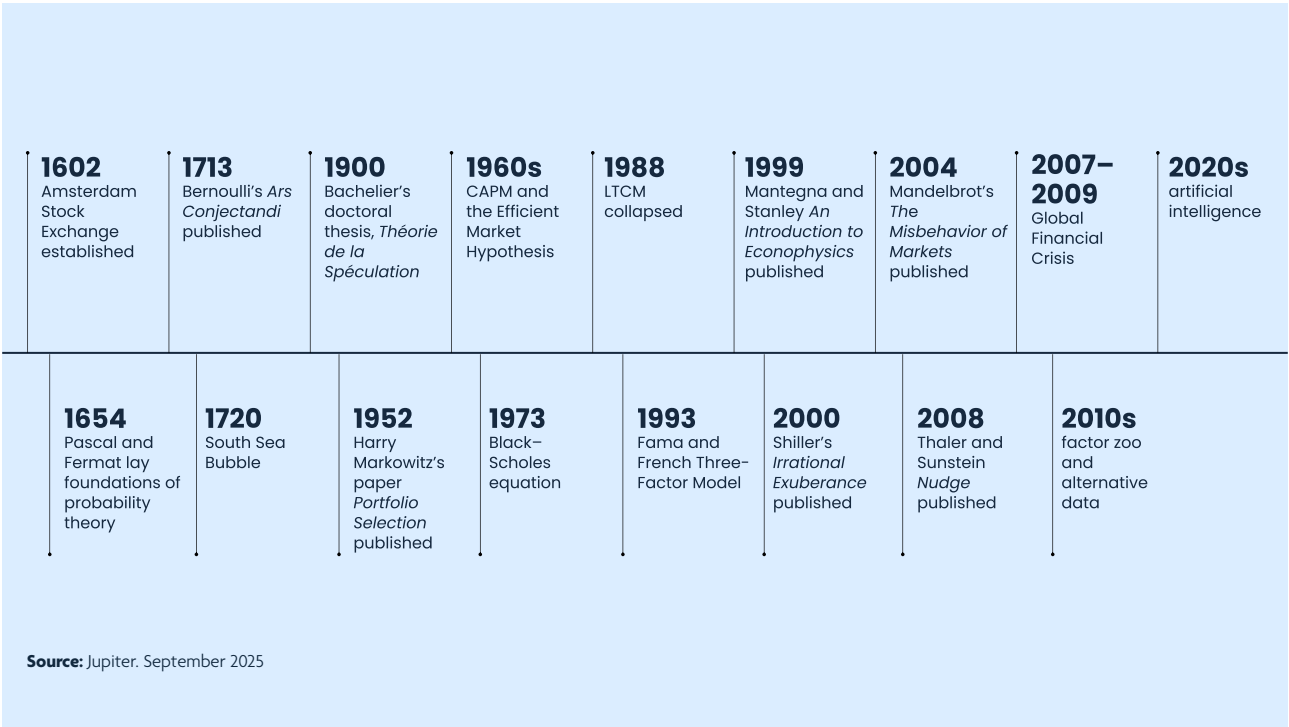 1602
Amsterdam
Stock
Exchange
established
1713
Bernoulli’s Ars
Conjectandi
published
1900
Bachelier’s
doctoral
thesis, Théorie
de la
Spéculation
1960s
CAPM and
the Efficient
Market
Hypothesis
1988
LTCM
collapsed
1999
Mantegna and
Stanley An
Introduction to
Econophysics
published
2004
Mandelbrot’s
The
Misbehavior of
Markets
published
2007–
2009
Global
Financial
Crisis
2020s
artificial
intelligence
1654
Pascal and
Fermat lay
foundations of
probability
theory
1720
South Sea
Bubble
1952
Harry
Markowitz’s
paper
Portfolio
Selection
published
1973
Black–
Scholes
equation
1993
Fama and
French Three-
Factor Model
2000
Shiller’s
Irrational
Exuberance
published
2008
Thaler and
Sunstein
Nudge
published
2010s
factor zoo
and
alternative
data
Source: Jupiter. September 2025